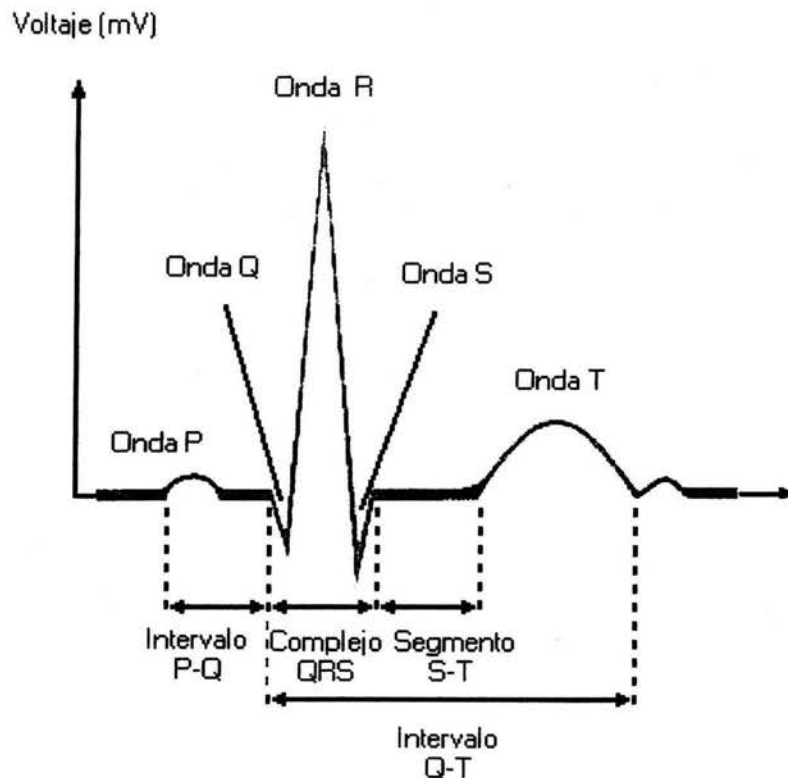 Voltaje (mV)
Onda R
Onda Q
Onda S
Onda T
Onda P
Intervalo
P-Q
Complejo
QRS
Segmento
S-T
Intervalo
Q-T